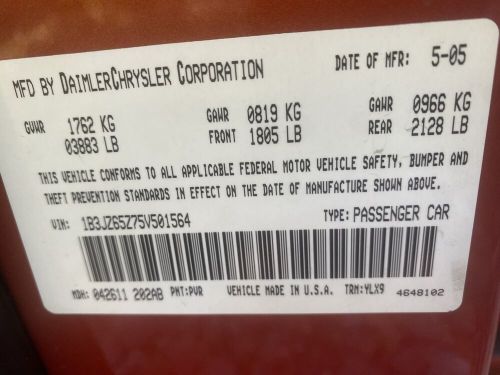 MFD BY DAIMLERCHRYSLER CORPORATION DATE OF MFR: 5-05
GVWR 1762 KG GAWR 0819 KG GAWR 0966 KG
03883 LB FRONT 1805 LB REAR 2128 LB
THIS VEHICLE CONFORMS TO ALL APPLICABLE FEDERAL MOTOR VEHICLE SAFETY, BUMPER AND
THEFT PREVENTION STANDARDS IN EFFECT ON THE DATE OF MANUFACTURE SHOWN ABOVE.
VIN: 1B3JZ65Z75V501564 TYPE: PASSENGER CAR
MDH: 042611 202AB PNT:PVR VEHICLE MADE IN U.S.A. TRN:YLX9 4648102